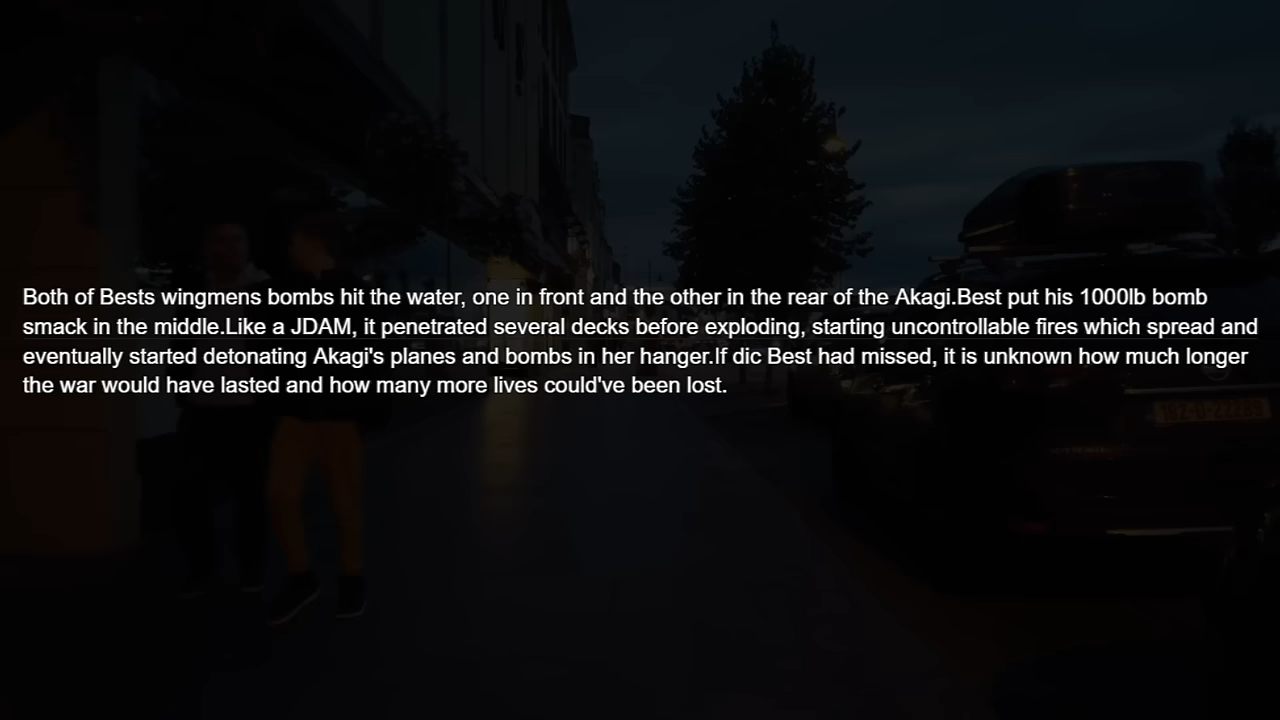 Both of Bests wingmens bombs hit the water, one in front and the other in the rear of the Akagi.Best put his 1000lb bomb
smack in the middle.Like a JDAM, it penetrated several decks before exploding, starting uncontrollable fires which spread and
eventually started detonating Akagi's planes and bombs in her hanger.If dic Best had missed, it is unknown how much longer
the war would have lasted and how many more lives could've been lost.